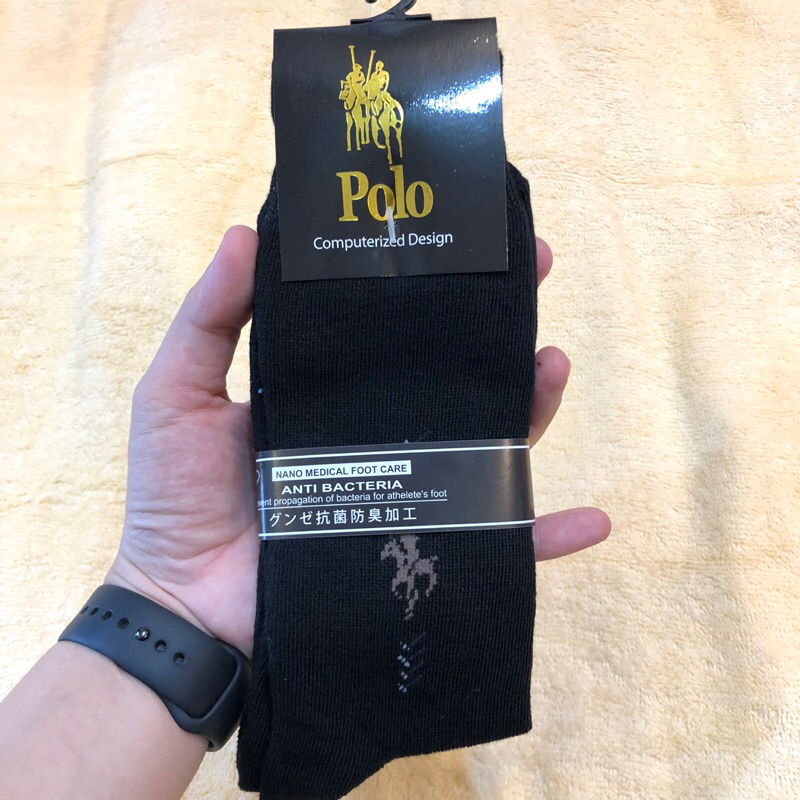 Polo
Computerized Design
NANO MEDICAL FOOT CARE
ANTI BACTERIA
propagation of bacteria for athelete's foot
グンゼ抗菌防臭加工